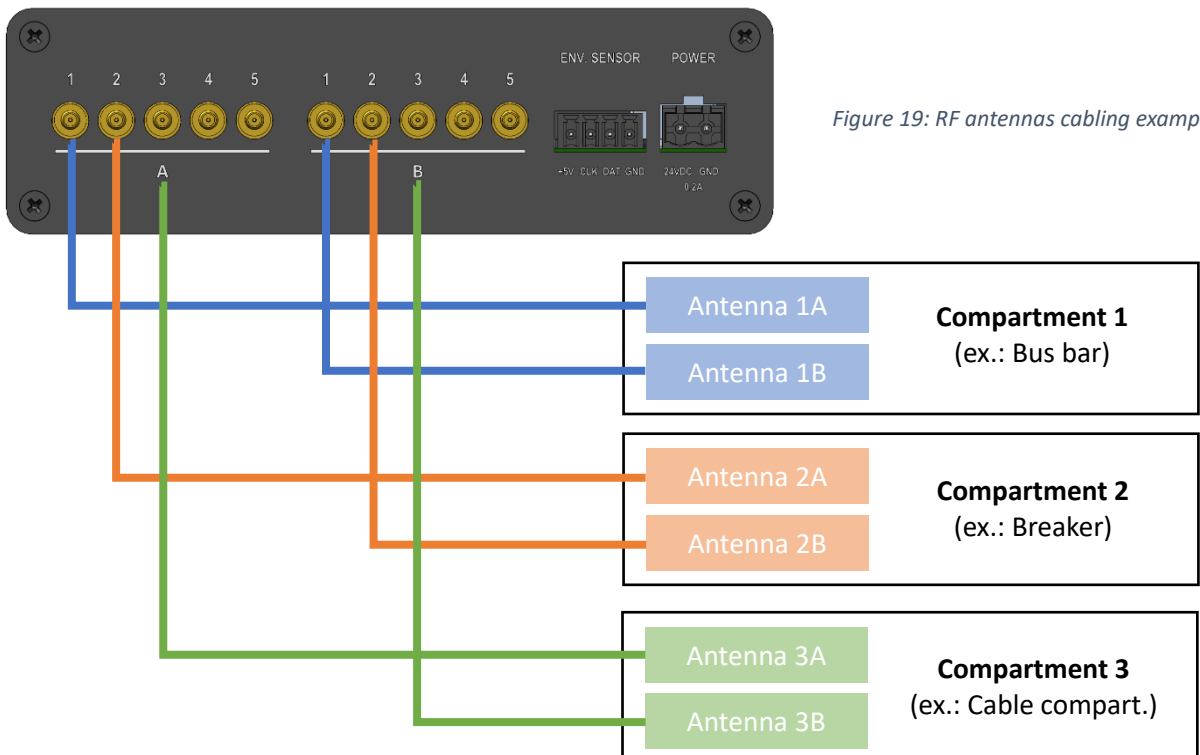 ENV. SENSOR POWER
1 2 3 4 5 1 2 3 4 5
A B
+5V CLK DAT GND 24VDC GND
0.2A
Figure 19: RF antennas cabling examp
Antenna 1A
Antenna 1B
Compartment 1
(ex.: Bus bar)
Antenna 2A
Antenna 2B
Compartment 2
(ex.: Breaker)
Antenna 3A
Antenna 3B
Compartment 3
(ex.: Cable compart.)